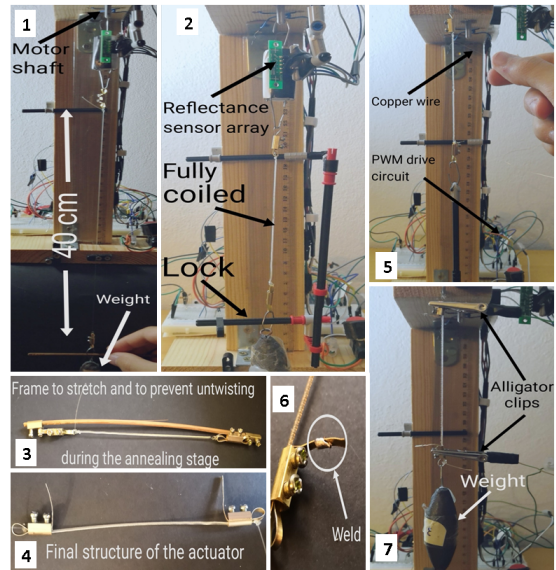 1
Motor
shaft
40 cm
Weight
2
Reflectance
sensor array
Fully
coiled
Lock
Frame to stretch and to prevent untwisting
3
during the annealing stage
4
Final structure of the actuator
Copper wire
PWM drive
circuit
5
6
Weld
Alligator
clips
Weight
7